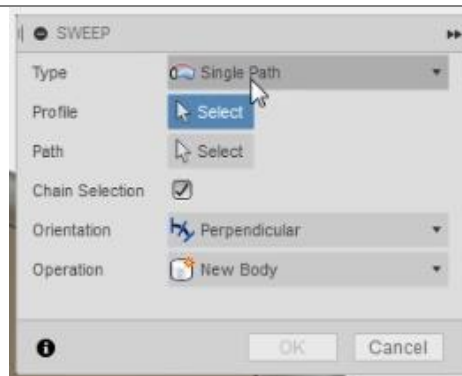 SWEEP
Type Single Path
Profile Select
Path Select
Chain Selection
Orientation Perpendicular
Operation New Body
OK Cancel